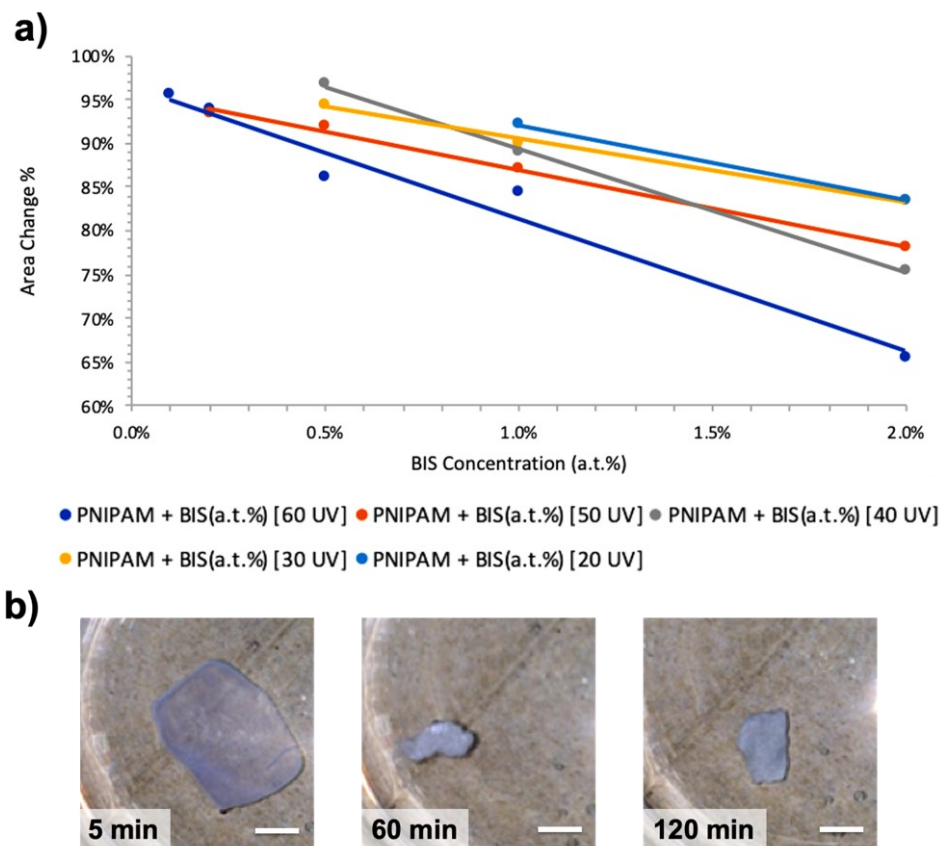 a)
100%
95%
90%
85%
80%
75%
70%
65%
60%
Area Change %
0.0% 0.5% 1.0% 1.5% 2.0%
BIS Concentration (a.t.%)
PNIPAM + BIS(a.t.%) [60 UV] PNIPAM + BIS(a.t.%) [50 UV] PNIPAM + BIS(a.t.%) [40 UV]
PNIPAM + BIS(a.t.%) [30 UV] PNIPAM + BIS(a.t.%) [20 UV]
b)
5 min 60 min 120 min